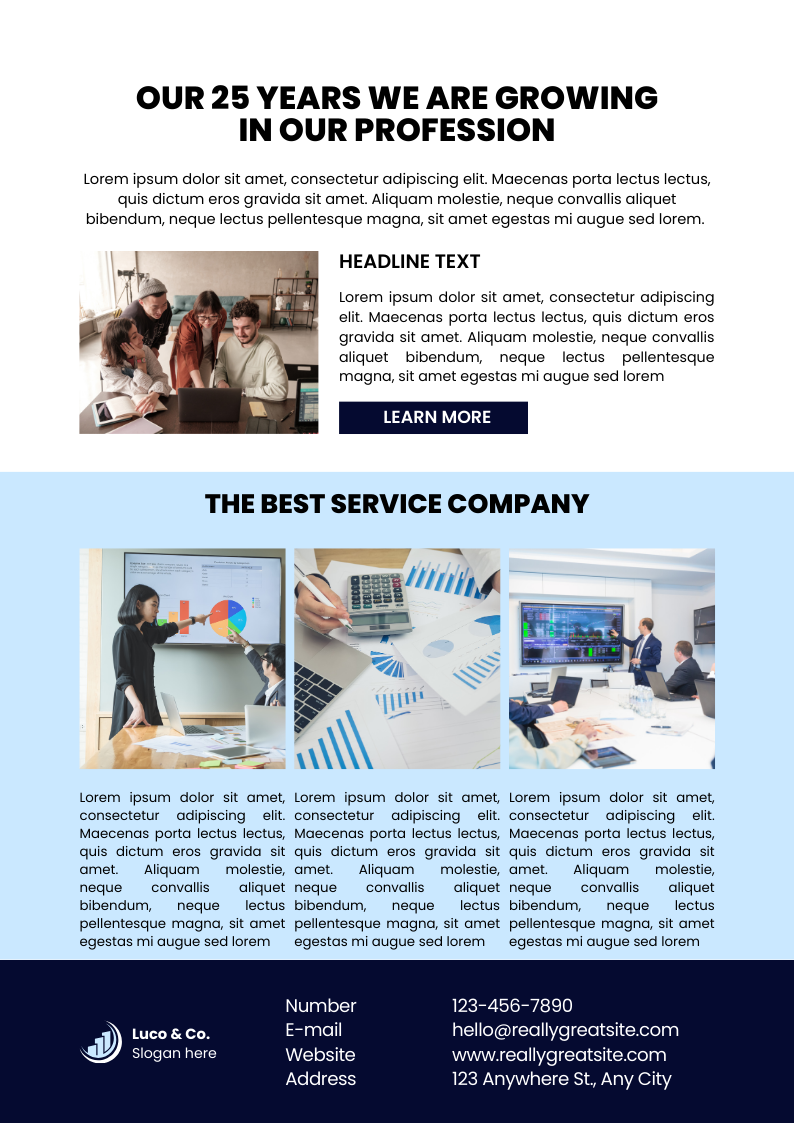 OUR 25 YEARS WE ARE GROWING
IN OUR PROFESSION
Lorem ipsum dolor sit amet, consectetur adipiscing elit. Maecenas porta lectus lectus,
quis dictum eros gravida sit amet. Aliquam molestie, neque convallis aliquet
bibendum, neque lectus pellentesque magna, sit amet egestas mi augue sed lorem.
HEADLINE TEXT
Lorem ipsum dolor sit amet, consectetur adipiscing
elit. Maecenas porta lectus lectus, quis dictum eros
gravida sit amet. Aliquam molestie, neque convallis
aliquet bibendum, neque lectus pellentesque
magna, sit amet egestas mi augue sed lorem
LEARN MORE
THE BEST SERVICE COMPANY
Lorem ipsum dolor sit amet,
consectetur adipiscing elit.
Maecenas porta lectus lectus,
quis dictum eros gravida sit
amet. Aliquam molestie,
neque convallis aliquet
bibendum, neque lectus
pellentesque magna, sit amet
egestas mi augue sed lorem
Lorem ipsum dolor sit amet,
consectetur adipiscing elit.
Maecenas porta lectus lectus,
quis dictum eros gravida sit
amet. Aliquam molestie,
neque convallis aliquet
bibendum, neque lectus
pellentesque magna, sit amet
egestas mi augue sed lorem
Lorem ipsum dolor sit amet,
consectetur adipiscing elit.
Maecenas porta lectus lectus,
quis dictum eros gravida sit
amet. Aliquam molestie,
neque convallis aliquet
bibendum, neque lectus
pellentesque magna, sit amet
egestas mi augue sed lorem
Luco & Co.
Slogan here
Number 123-456-7890
E-mail hello@reallygreatsite.com
Website www.reallygreatsite.com
Address 123 Anywhere St., Any City